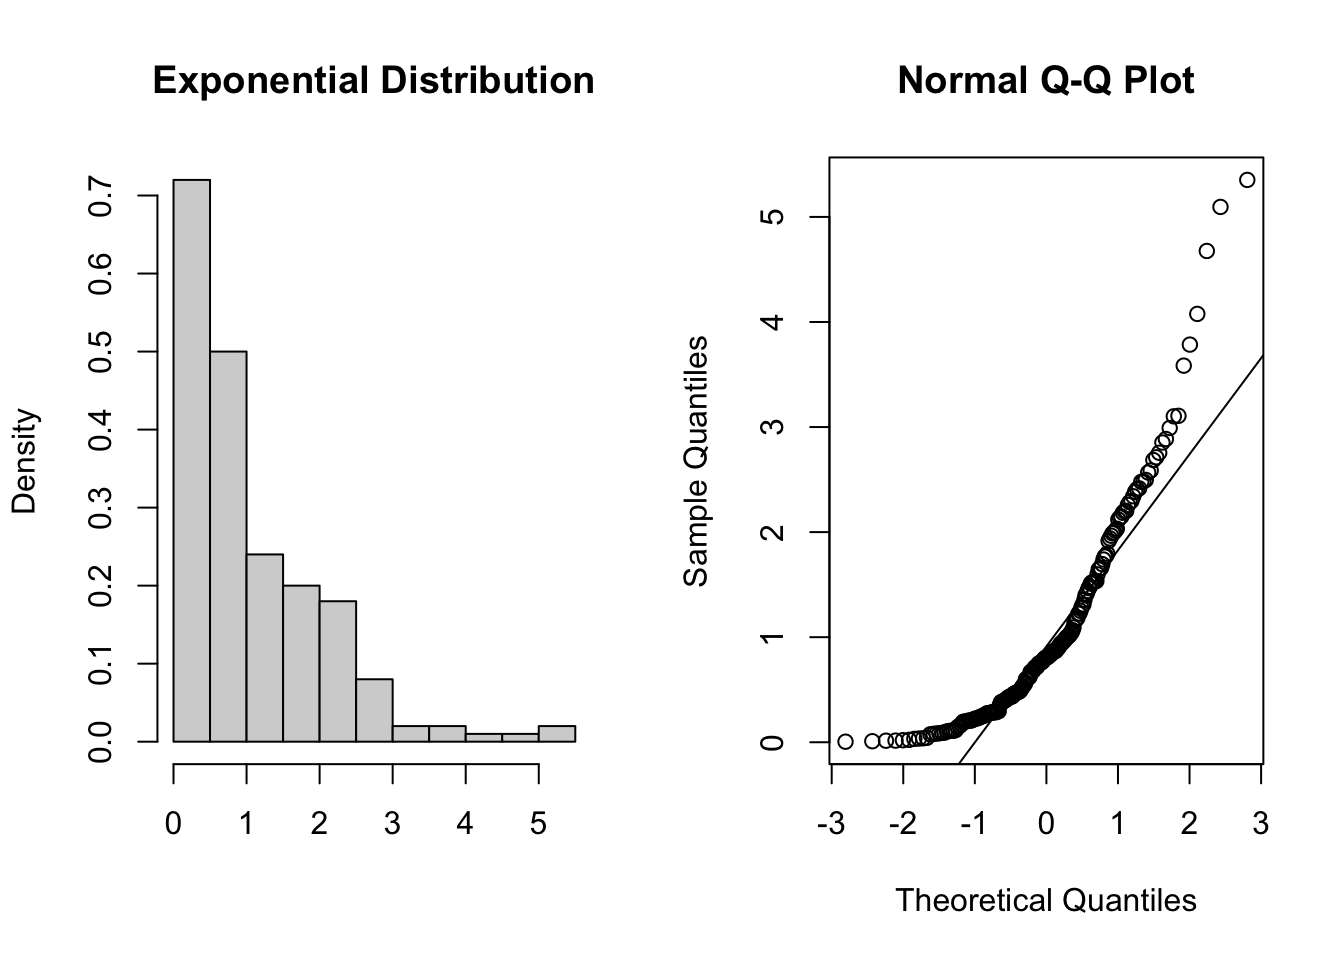 Exponential Distribution
Density
0.0 0.1 0.2 0.3 0.4 0.5 0.6 0.7
0 1 2 3 4 5
Normal Q-Q Plot
Sample Quantiles
0 1 2 3 4 5
-3 -2 -1 0 1 2 3
Theoretical Quantiles